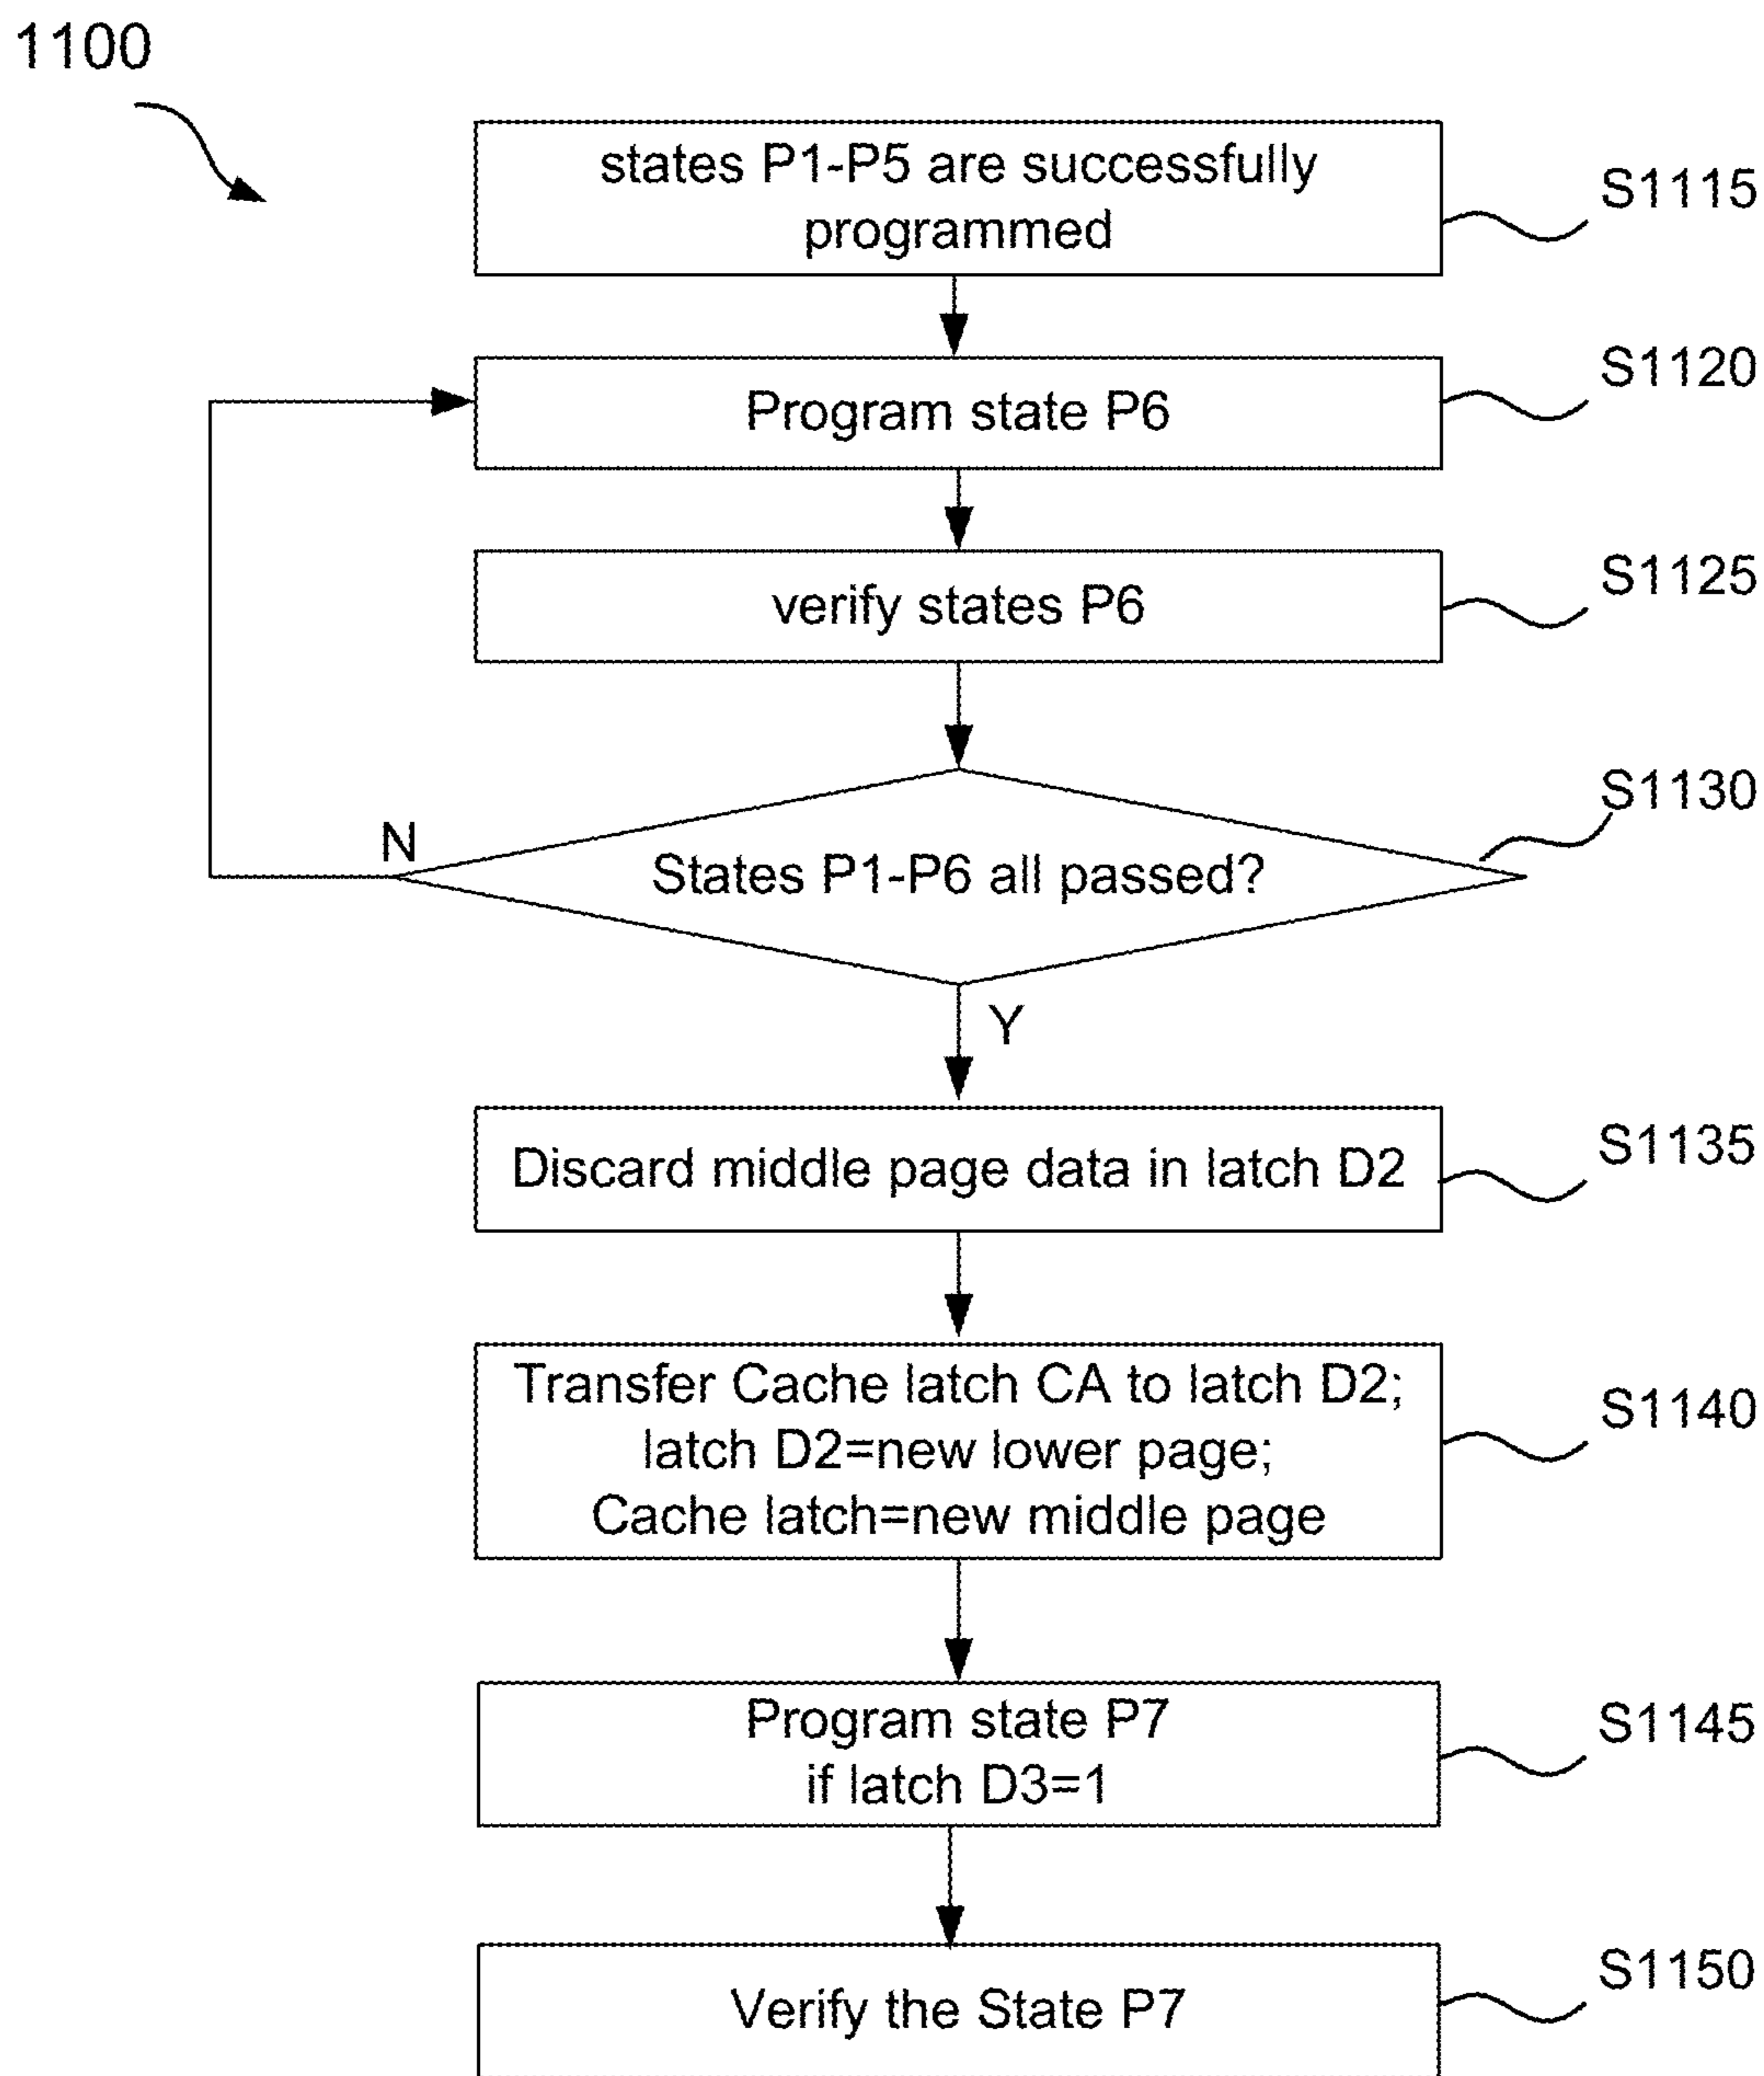 1100
states P1-P5 are successfully
programmed
S1115
Program state P6
S1120
verify states P6
S1125
States P1-P6 all passed?
S1130
N
Y
Discard middle page data in latch D2
S1135
Transfer Cache latch CA to latch D2;
latch D2=new lower page;
Cache latch=new middle page
S1140
Program state P7
if latch D3=1
S1145
Verify the State P7
S1150